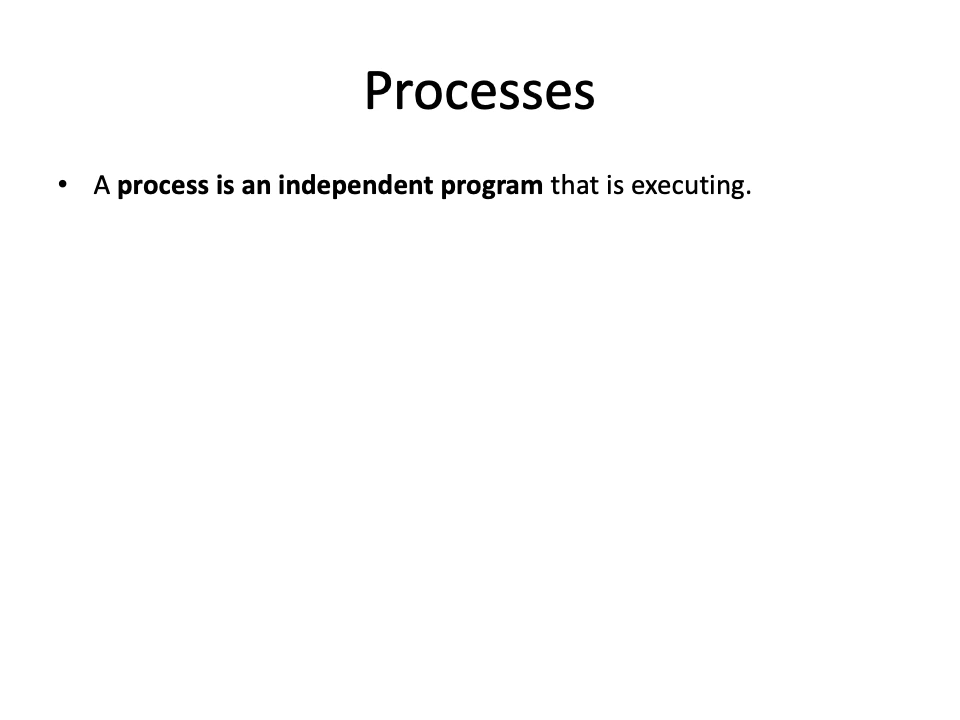 Processes
• A process is an independent program that is executing.